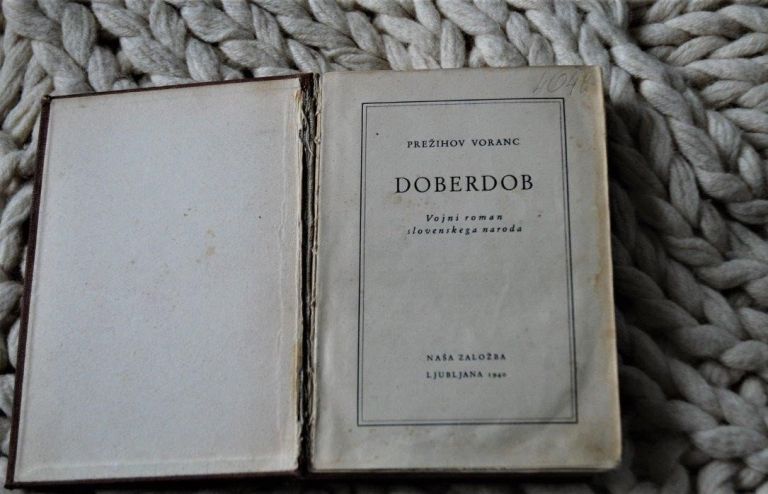 PREŽIHOV VORANC
DOBERDOB
Vojni roman
slovenskega naroda
NAŠA ZALOŽBA
LJUBLJANA 1940